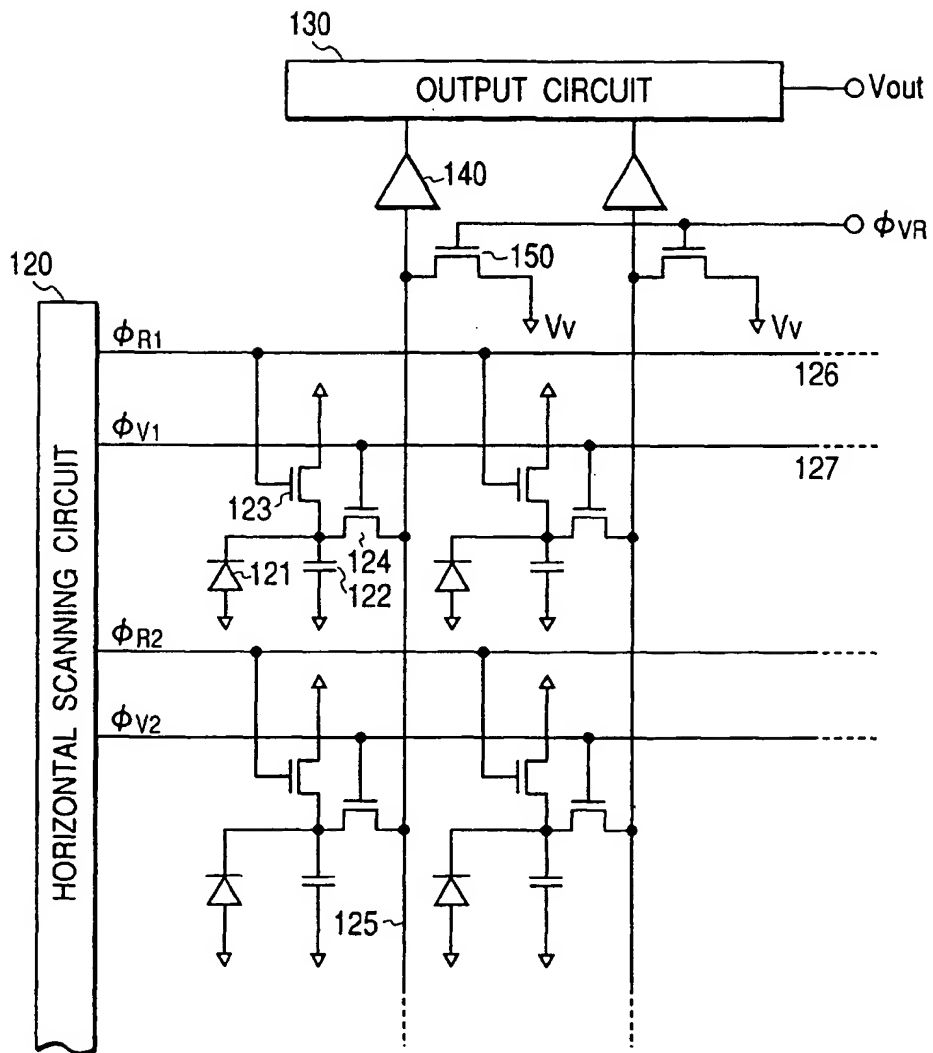 130
OUTPUT CIRCUIT
Vout
140
ΦVR
150
120
Vv
Vv
ΦR1
126
ΦV1
127
123
124
121
122
ΦR2
ΦV2
HORIZONTAL SCANNING CIRCUIT
125